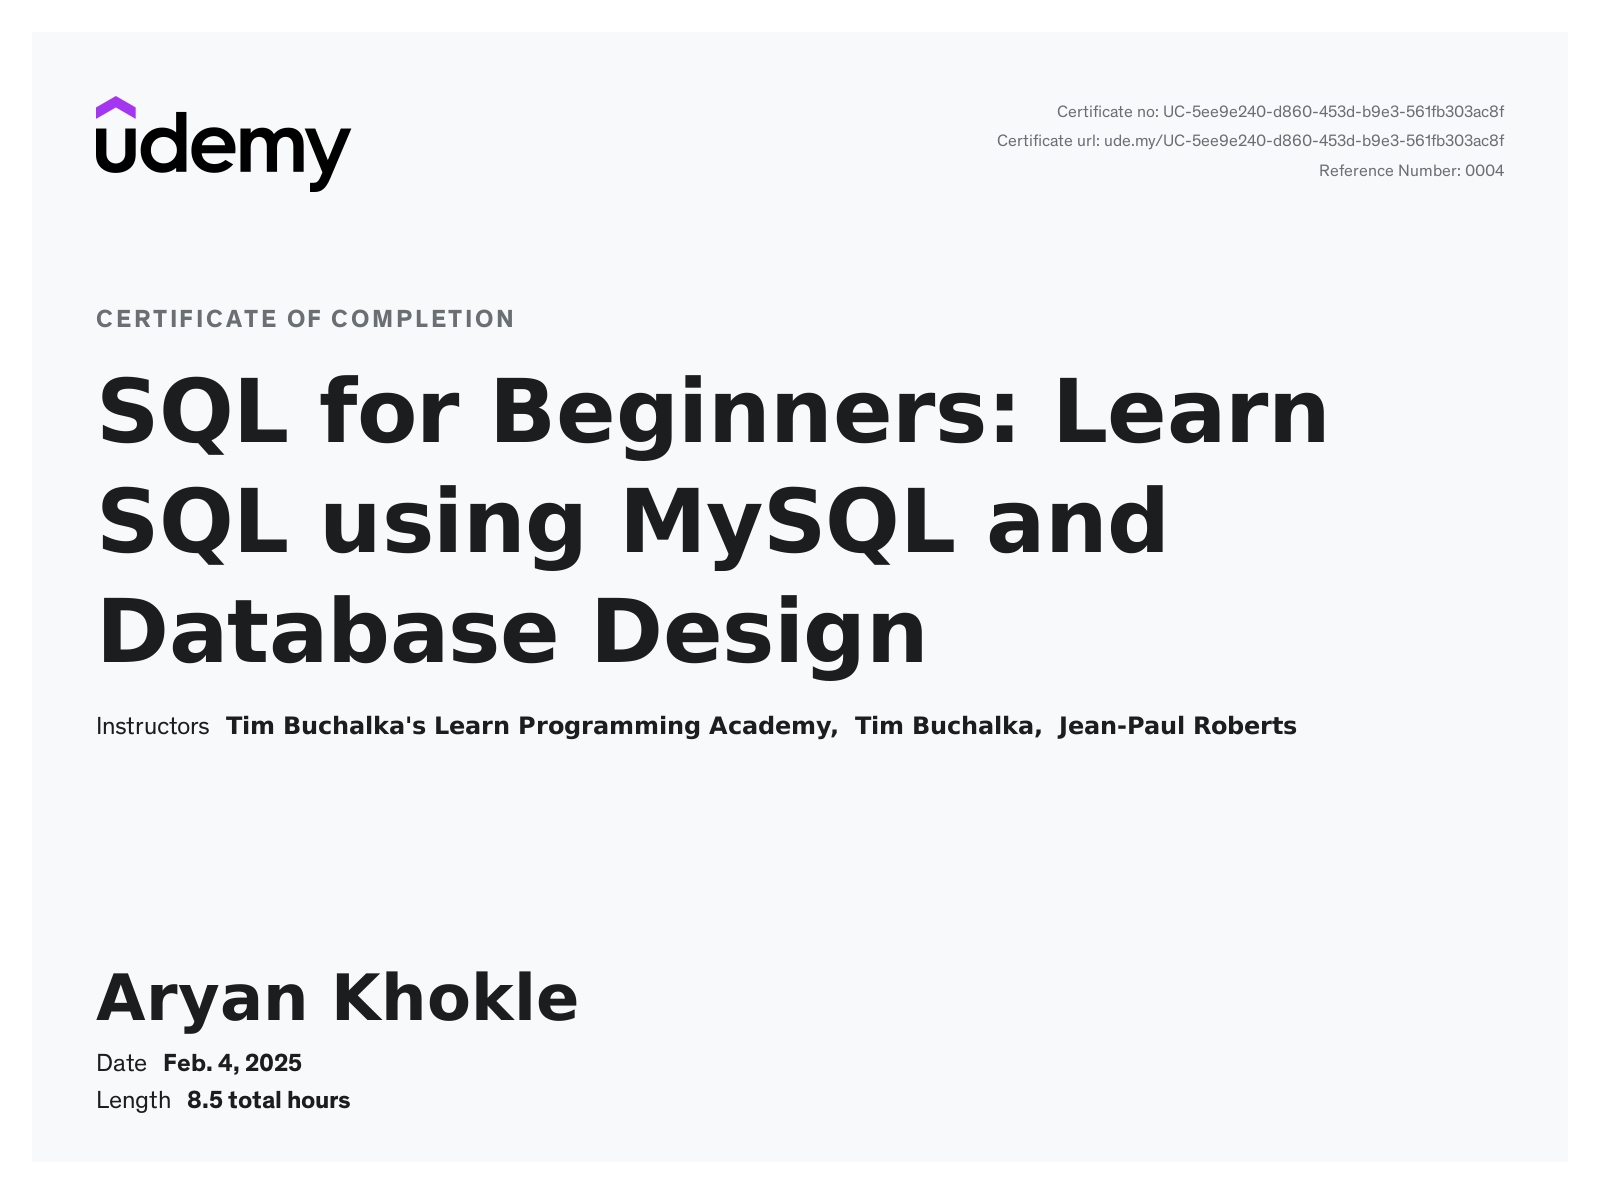 udemy
Certificate no: UC-5ee9e240-d860-453d-b9e3-561fb303ac8f
Certificate url: ude.my/UC-5ee9e240-d860-453d-b9e3-561fb303ac8f
Reference Number: 0004
CERTIFICATE OF COMPLETION
SQL for Beginners: Learn
SQL using MySQL and
Database Design
Instructors Tim Buchalka's Learn Programming Academy, Tim Buchalka, Jean-Paul Roberts
Aryan Khokle
Date Feb. 4, 2025
Length 8.5 total hours